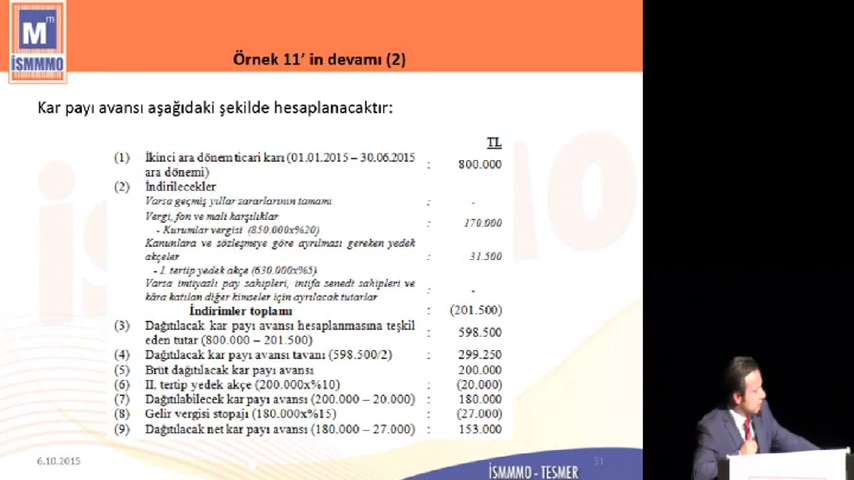 Mm
İSMMMO
Örnek 11’ in devamı (2)
Kar payı avansı aşağıdaki şekilde hesaplanacaktır:
TL
(1) İkinci ara dönem ticari karı (01.01.2015 – 30.06.2015
ara dönemi) : 800.000
(2) İndirilecekler
Varsa geçmiş yıllar zararlarının tamamı : -
Vergi, fon ve mali karşılıklar
- Kurumlar vergisi (850.000x%20) : 170.000
Kanunlara ve sözleşmeye göre ayrılması gereken yedek
akçeler : 31.500
- I. tertip yedek akçe (630.000x%5)
Varsa imtiyazlı pay sahipleri, intifa senedi sahipleri ve
kâra katılan diğer kimseler için ayrılacak tutarlar : -
İndirimler toplamı : (201.500)
(3) Dağıtılacak kar payı avansı hesaplanmasına teşkil
eden tutar (800.000 – 201.500) : 598.500
(4) Dağıtılacak kar payı avansı tavanı (598.500/2) : 299.250
(5) Brüt dağıtılacak kar payı avansı : 200.000
(6) II. tertip yedek akçe (200.000x%10) : (20.000)
(7) Dağıtılabilecek kar payı avansı (200.000 – 20.000) : 180.000
(8) Gelir vergisi stopajı (180.000x%15) : (27.000)
(9) Dağıtılacak net kar payı avansı (180.000 – 27.000) : 153.000
6.10.2015
İSMMMO - TESMER
31